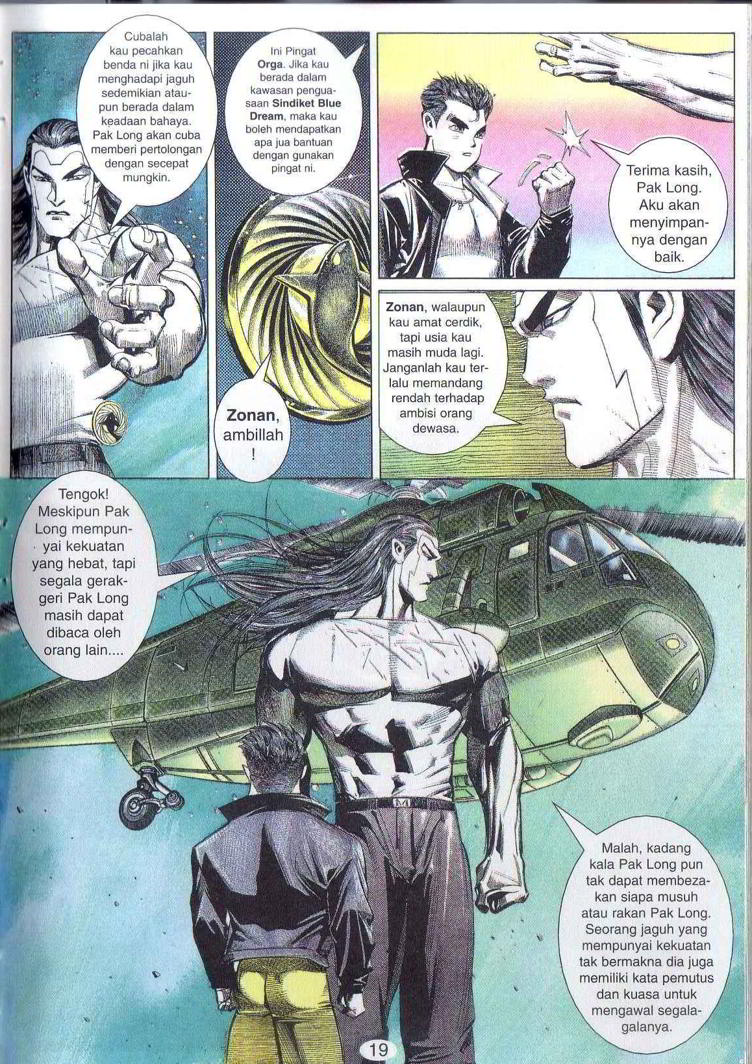 Cubalah
kau pecahkan
benda ni jika kau
menghadapi jaguh
sedemikian atau-
pun berada dalam
keadaan bahaya.
Pak Long akan cuba
memberi pertolongan
dengan secepat
mungkin.
Ini Pingat
Orga. Jika kau
berada dalam
kawasan pengua-
saan Sindiket Blue
Dream, maka kau
boleh mendapatkan
apa jua bantuan
dengan gunakan
pingat ni.
Zonan,
ambillah
!
Terima kasih,
Pak Long.
Aku akan
menyimpan-
nya dengan
baik.
Zonan, walaupun
kau amat cerdik,
tapi usia kau
masih muda lagi.
Janganlah kau ter-
lalu memandang
rendah terhadap
ambisi orang
dewasa.
Tengok!
Meskipun Pak
Long mempun-
yai kekuatan
yang hebat, tapi
segala gerak-
geri Pak Long
masih dapat
dibaca oleh
orang lain....
Malah, kadang
kala Pak Long pun
tak dapat membeza-
kan siapa musuh
atau rakan Pak Long.
Seorang jaguh yang
mempunyai kekuatan
tak bermakna dia juga
memiliki kata pemutus
dan kuasa untuk
mengawal segala-
galanya.
19